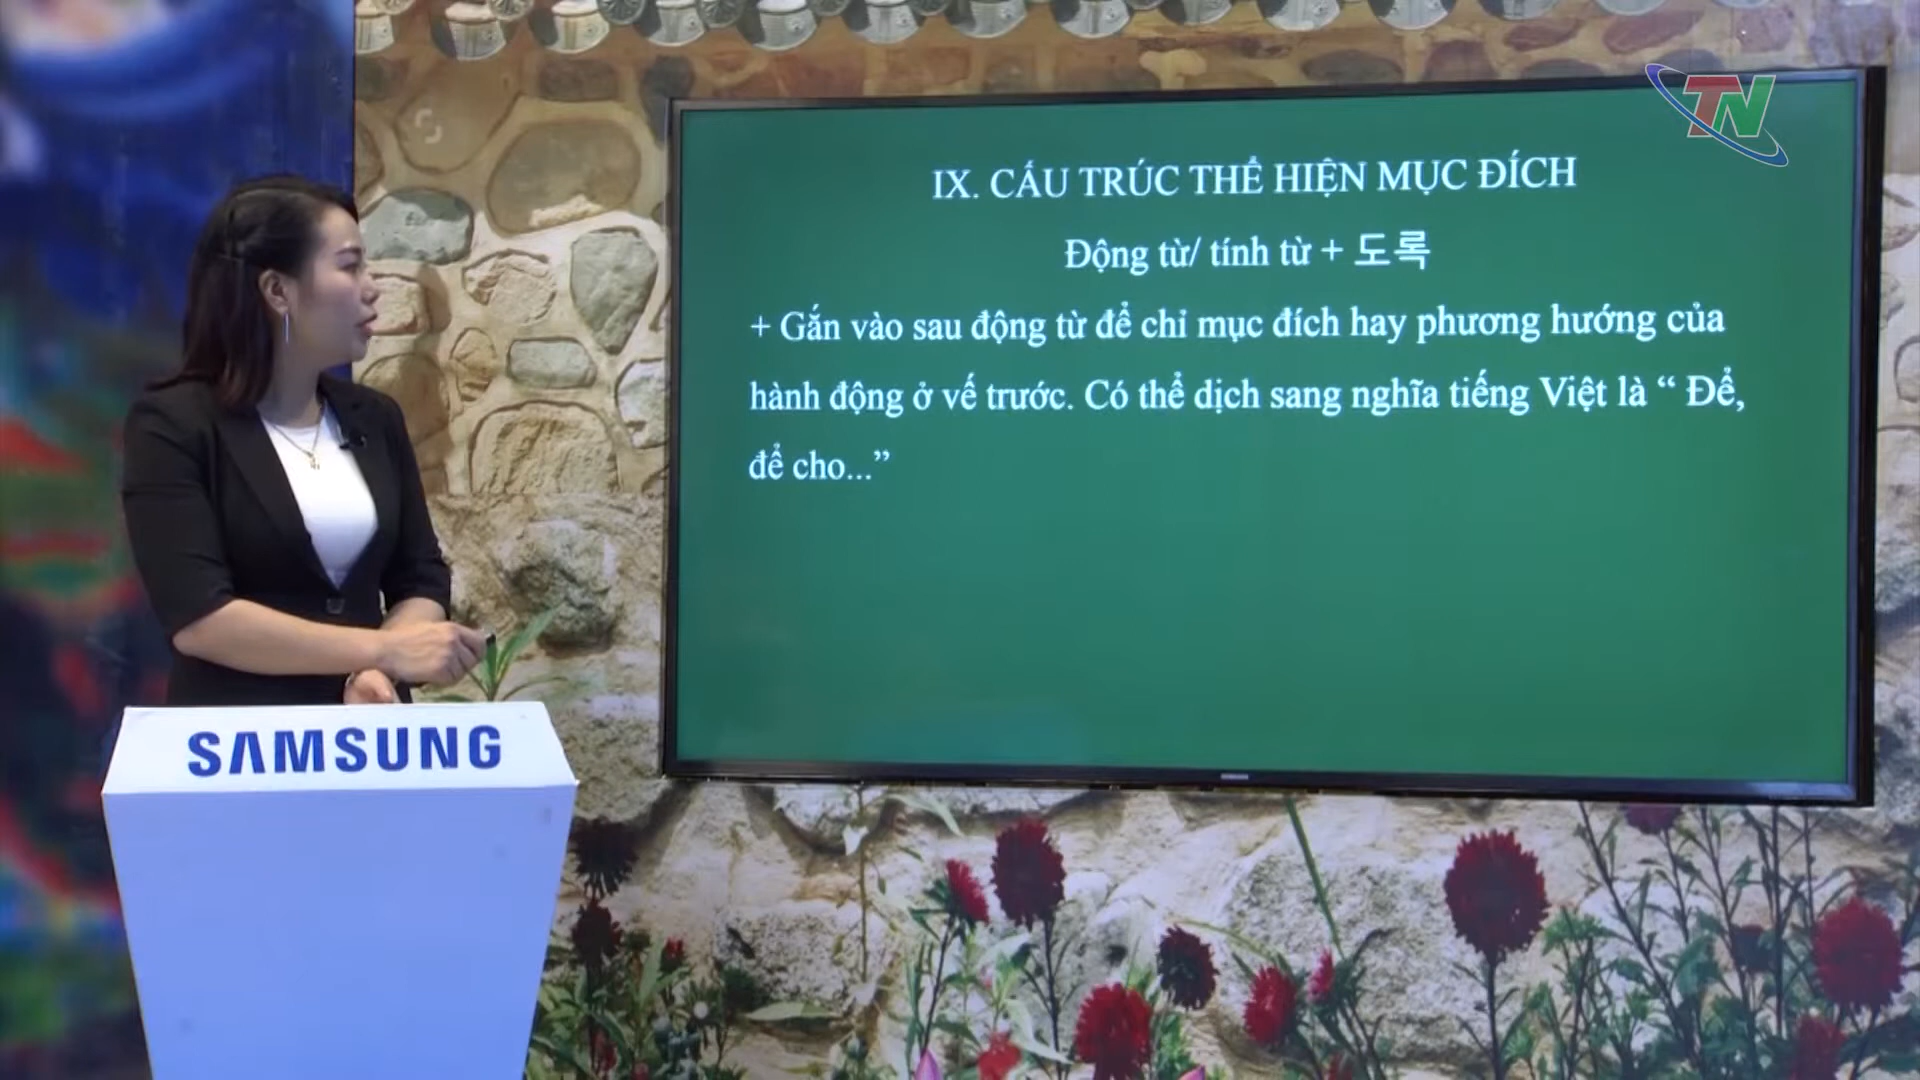 TN
IX. CẤU TRÚC THỂ HIỆN MỤC ĐÍCH
Động từ/ tính từ + 도록
+ Gắn vào sau động từ để chỉ mục đích hay phương hướng của
hành động ở vế trước. Có thể dịch sang nghĩa tiếng Việt là “ Để,
để cho...”
SAMSUNG